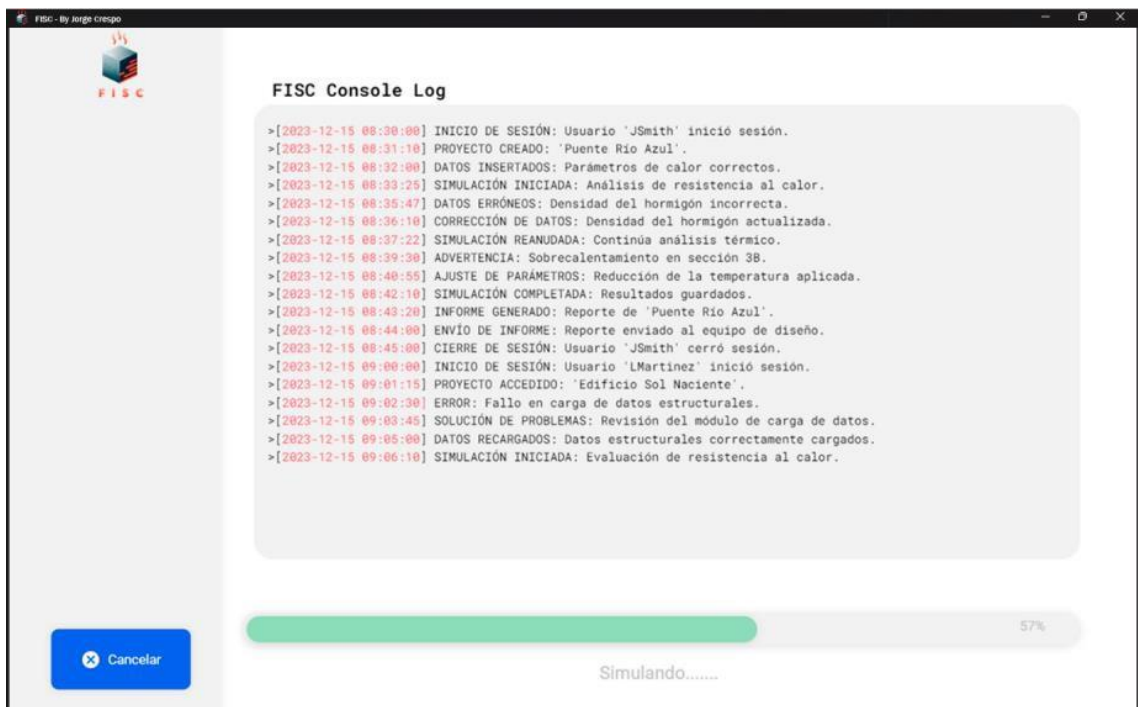 FISC - By Jorge Crespo
FISC
FISC Console Log
>[2023-12-15 08:30:00] INICIO DE SESIÓN: Usuario 'JSmith' inició sesión.
>[2023-12-15 08:31:10] PROYECTO CREADO: 'Puente Río Azul'.
>[2023-12-15 08:32:00] DATOS INSERTADOS: Parámetros de calor correctos.
>[2023-12-15 08:33:25] SIMULACIÓN INICIADA: Análisis de resistencia al calor.
>[2023-12-15 08:35:47] DATOS ERRÓNEOS: Densidad del hormigón incorrecta.
>[2023-12-15 08:36:10] CORRECCIÓN DE DATOS: Densidad del hormigón actualizada.
>[2023-12-15 08:37:22] SIMULACIÓN REANUDADA: Continúa análisis térmico.
>[2023-12-15 08:39:30] ADVERTENCIA: Sobrecalentamiento en sección 3B.
>[2023-12-15 08:40:55] AJUSTE DE PARÁMETROS: Reducción de la temperatura aplicada.
>[2023-12-15 08:42:10] SIMULACIÓN COMPLETADA: Resultados guardados.
>[2023-12-15 08:43:20] INFORME GENERADO: Reporte de 'Puente Río Azul'.
>[2023-12-15 08:44:00] ENVÍO DE INFORME: Reporte enviado al equipo de diseño.
>[2023-12-15 08:45:00] CIERRE DE SESIÓN: Usuario 'JSmith' cerró sesión.
>[2023-12-15 09:00:00] INICIO DE SESIÓN: Usuario 'LMartinez' inició sesión.
>[2023-12-15 09:01:15] PROYECTO ACCEDIDO: 'Edificio Sol Naciente'.
>[2023-12-15 09:02:30] ERROR: Fallo en carga de datos estructurales.
>[2023-12-15 09:03:45] SOLUCIÓN DE PROBLEMAS: Revisión del módulo de carga de datos.
>[2023-12-15 09:05:00] DATOS RECARGADOS: Datos estructurales correctamente cargados.
>[2023-12-15 09:06:10] SIMULACIÓN INICIADA: Evaluación de resistencia al calor.
57%
Cancelar
Simulando.......